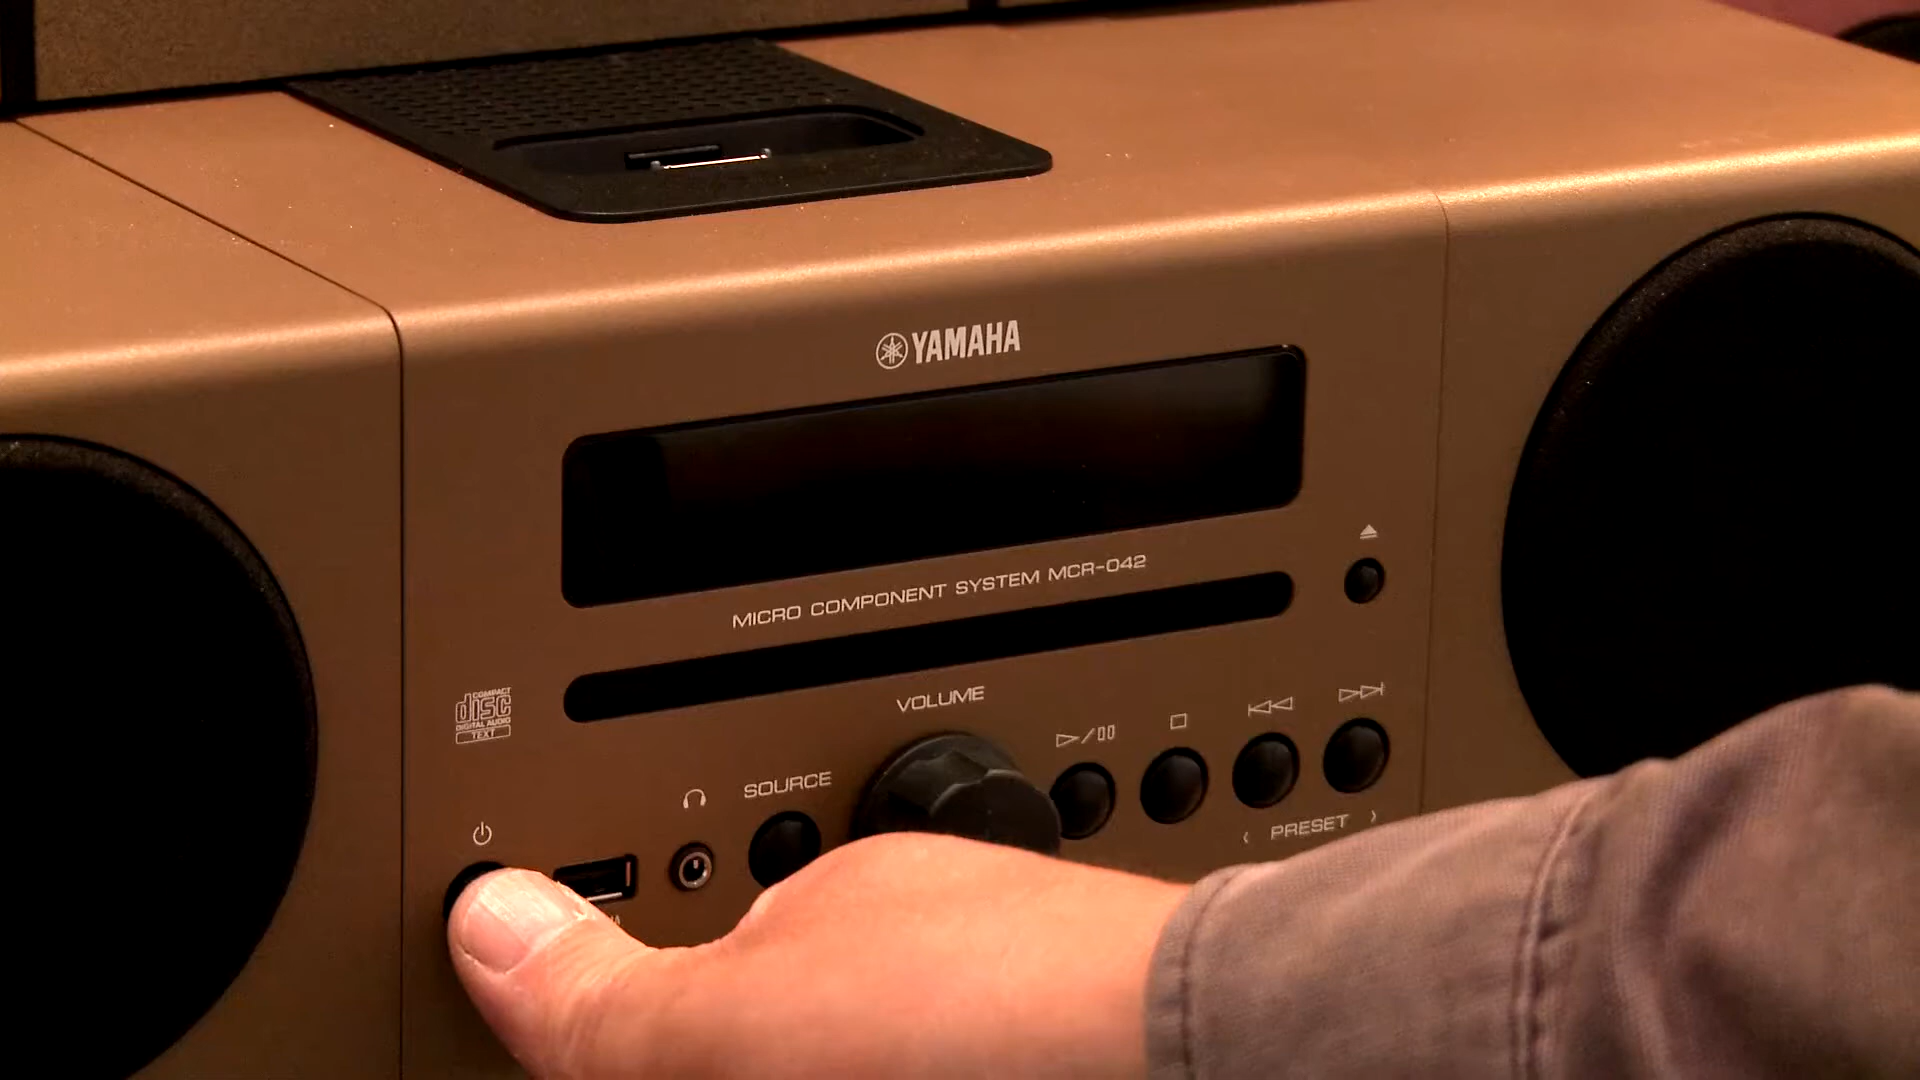 YAMAHA
MICRO COMPONENT SYSTEM MCR-042
COMPACT
disc
DIGITAL AUDIO
TEXT
VOLUME
SOURCE
PRESET